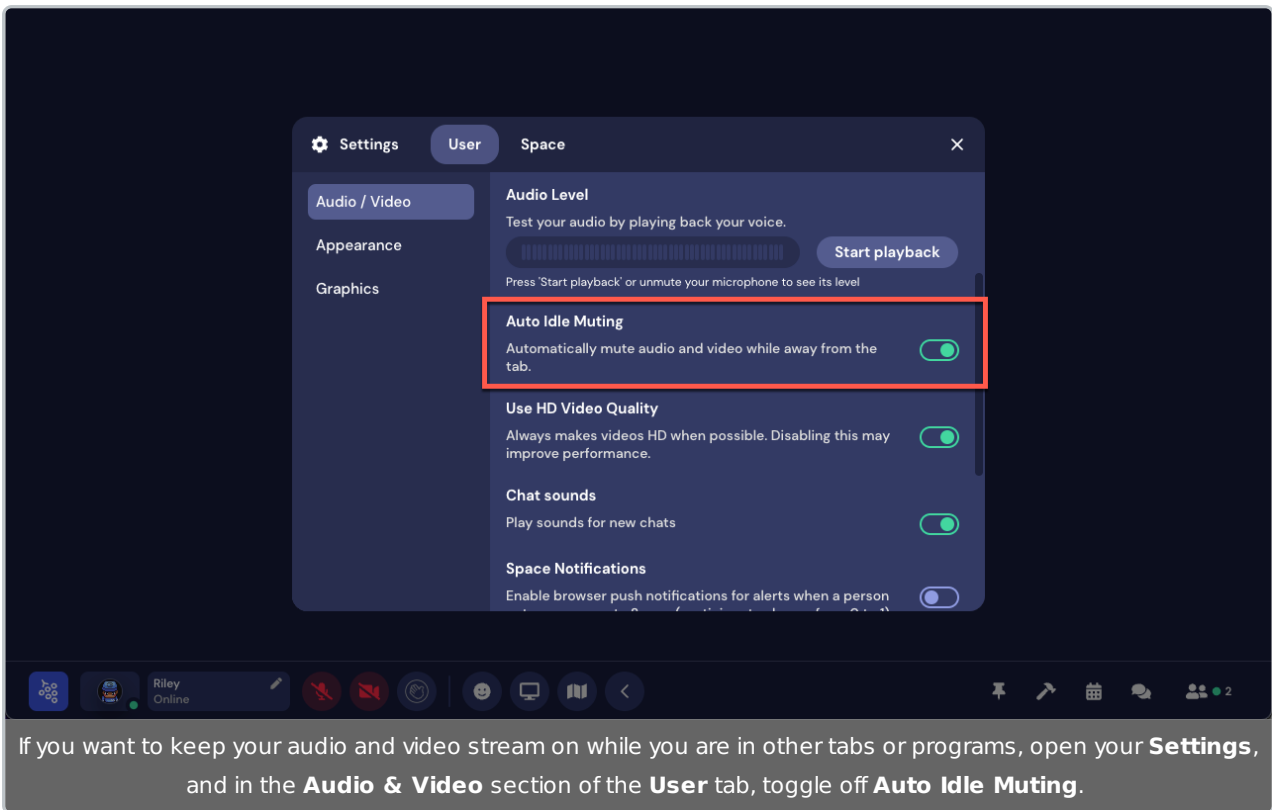 Settings User Space
Audio / Video
Appearance
Graphics
Audio Level
Test your audio by playing back your voice.
Start playback
Press 'Start playback' or unmute your microphone to see its level
Auto Idle Muting
Automatically mute audio and video while away from the
tab.
Use HD Video Quality
Always makes videos HD when possible. Disabling this may
improve performance.
Chat sounds
Play sounds for new chats
Space Notifications
Enable browser push notifications for alerts when a person
Riley
Online
2
If you want to keep your audio and video stream on while you are in other tabs or programs, open your Settings,
and in the Audio & Video section of the User tab, toggle off Auto Idle Muting.